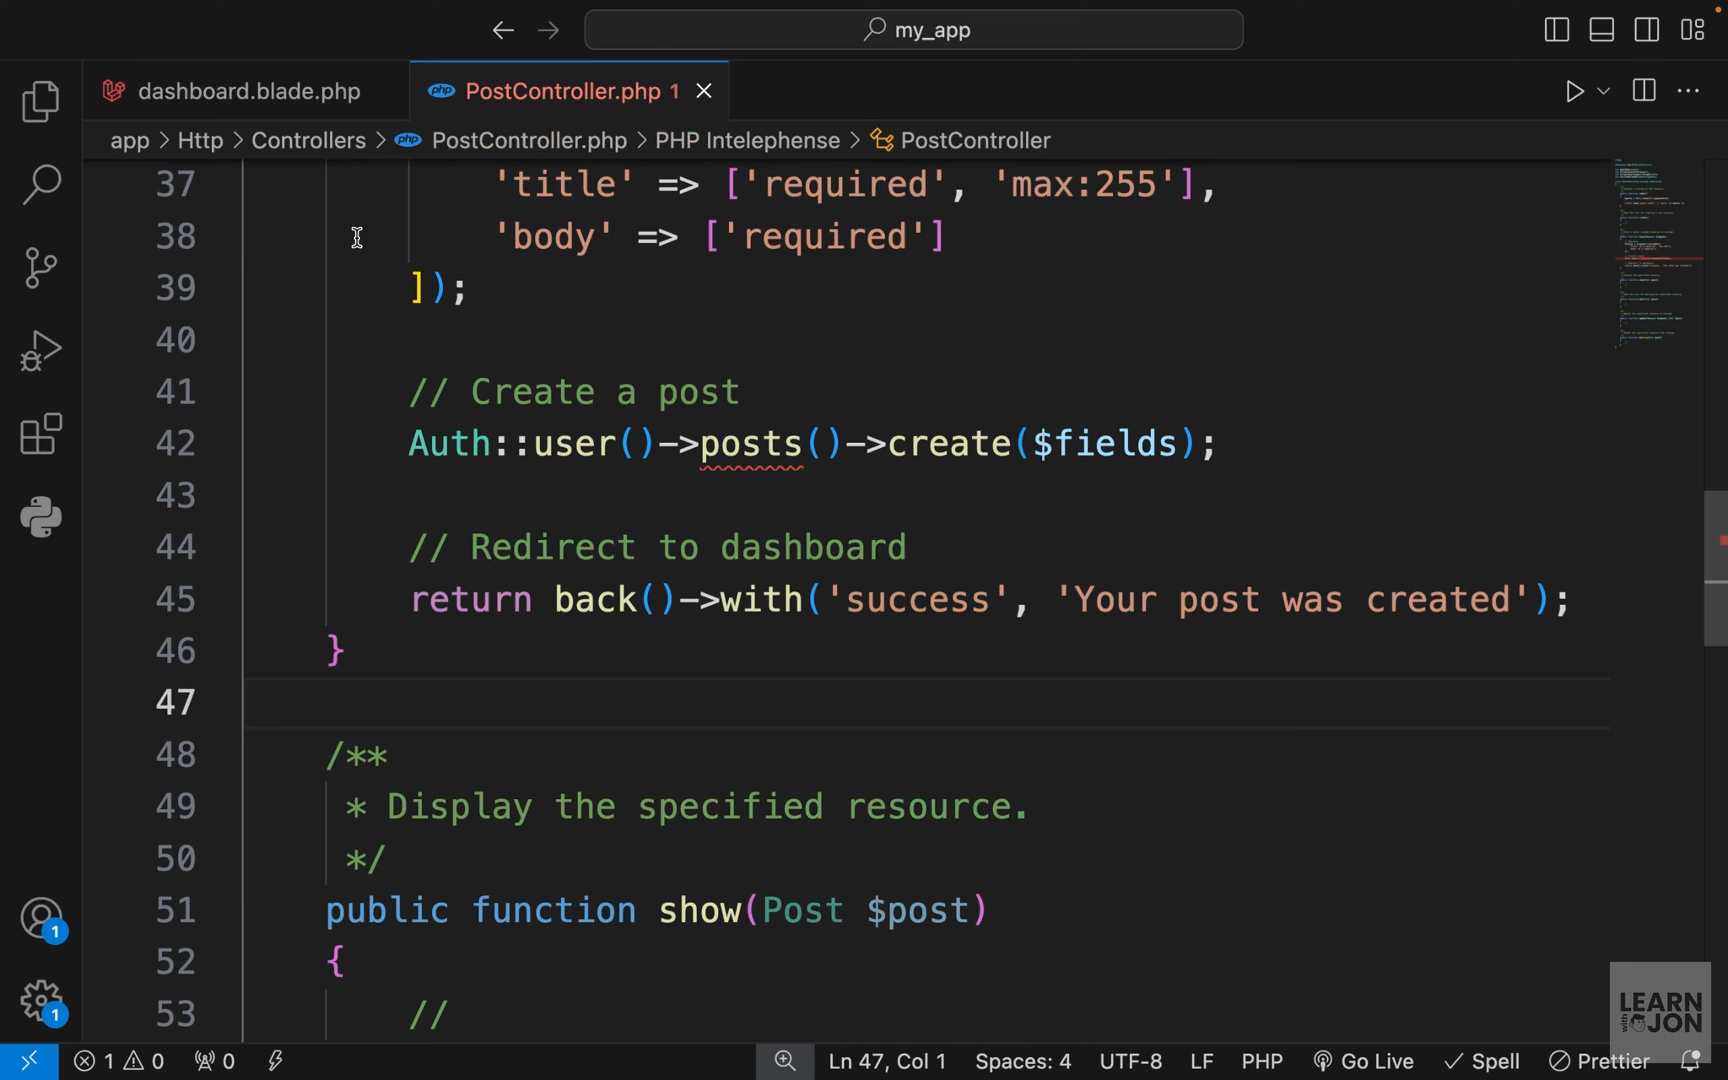 my_app
dashboard.blade.php
PostController.php 1
app > Http > Controllers > PostController.php > PHP Intelephense > PostController
37 'title' => ['required', 'max:255'],
38 'body' => ['required']
39 ]);
40
41 // Create a post
42 Auth::user()->posts()->create($fields);
43
44 // Redirect to dashboard
45 return back()->with('success', 'Your post was created');
46 }
47
48 /**
49 * Display the specified resource.
50 */
51 public function show(Post $post)
52 {
53 //
1
1
LEARN
with JON
1 0 0 Ln 47, Col 1 Spaces: 4 UTF-8 LF PHP Go Live Spell Prettier